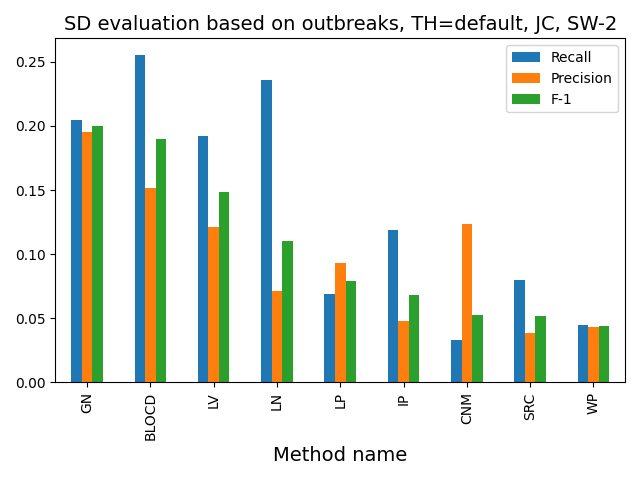 SD evaluation based on outbreaks, TH=default, JC, SW-2
Recall
Precision
F-1
0.25
0.20
0.15
0.10
0.05
0.00
GN
BLOCD
LV
LN
LP
IP
CNM
SRC
WP
Method name